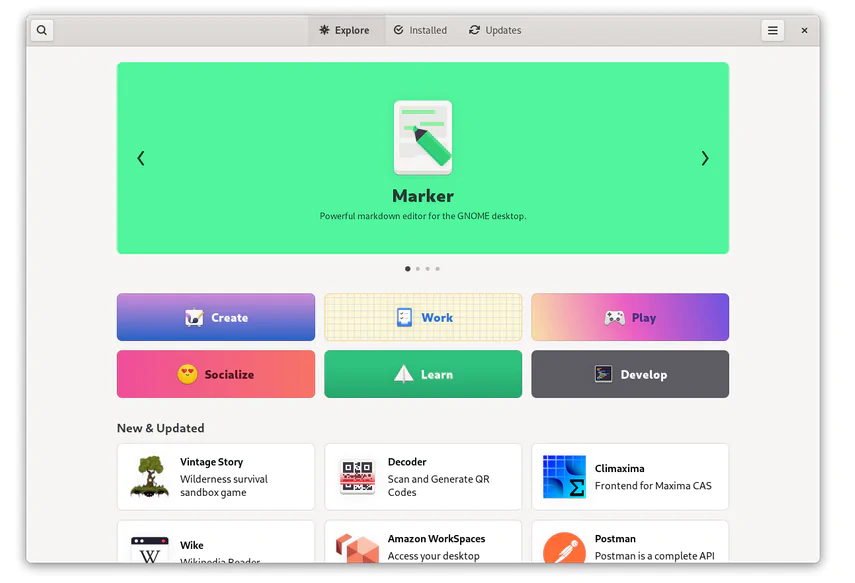 Explore
Installed
Updates
Marker
Powerful markdown editor for the GNOME desktop.
Create
Work
Play
Socialize
Learn
Develop
New & Updated
Vintage Story
Wilderness survival
sandbox game
Decoder
Scan and Generate QR
Codes
Climaxima
Frontend for Maxima CAS
Σ
W
Wike
Wikipedia Reader
Amazon WorkSpaces
Access your desktop
Postman
Postman is a complete API